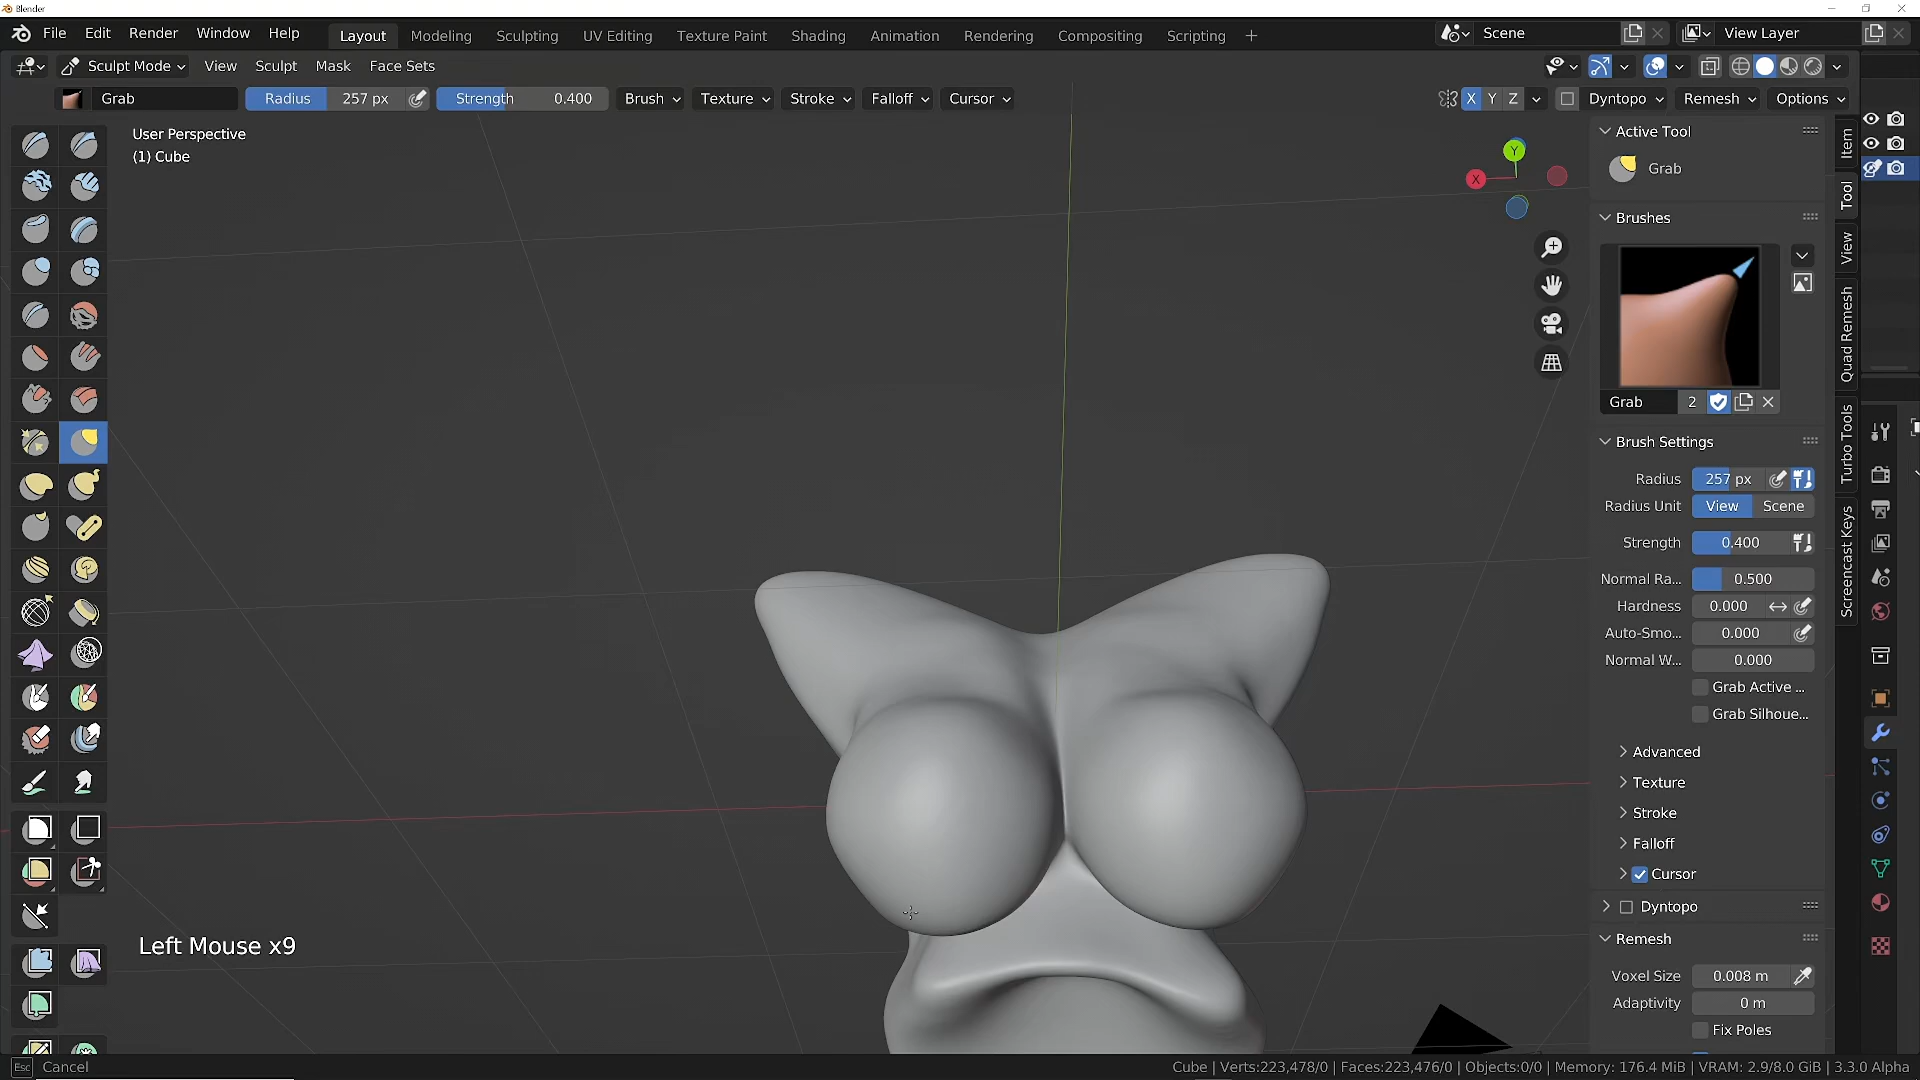 Blender
File Edit Render Window Help Layout Modeling Sculpting UV Editing Texture Paint Shading Animation Rendering Compositing Scripting + Scene View Layer
Sculpt Mode View Sculpt Mask Face Sets
Grab Radius 257 px Strength 0.400 Brush Texture Stroke Falloff Cursor X Y Z Dyntopo Remesh Options
User Perspective
(1) Cube
Y
X
Active Tool
Grab
Brushes
Grab 2
Brush Settings
Radius 257 px
Radius Unit View Scene
Strength 0.400
Normal Ra... 0.500
Hardness 0.000
Auto-Smo... 0.000
Normal W... 0.000
Grab Active ...
Grab Silhoue...
Advanced
Texture
Stroke
Falloff
Cursor
Dyntopo
Remesh
Voxel Size 0.008 m
Adaptivity 0 m
Fix Poles
Item
Tool
View
Quad Remesh
Turbo Tools
Screencast Keys
Left Mouse x9
Esc Cancel
Cube | Verts:223,478/0 | Faces:223,476/0 | Objects:0/0 | Memory: 176.4 MiB | VRAM: 2.9/8.0 GiB | 3.3.0 Alpha